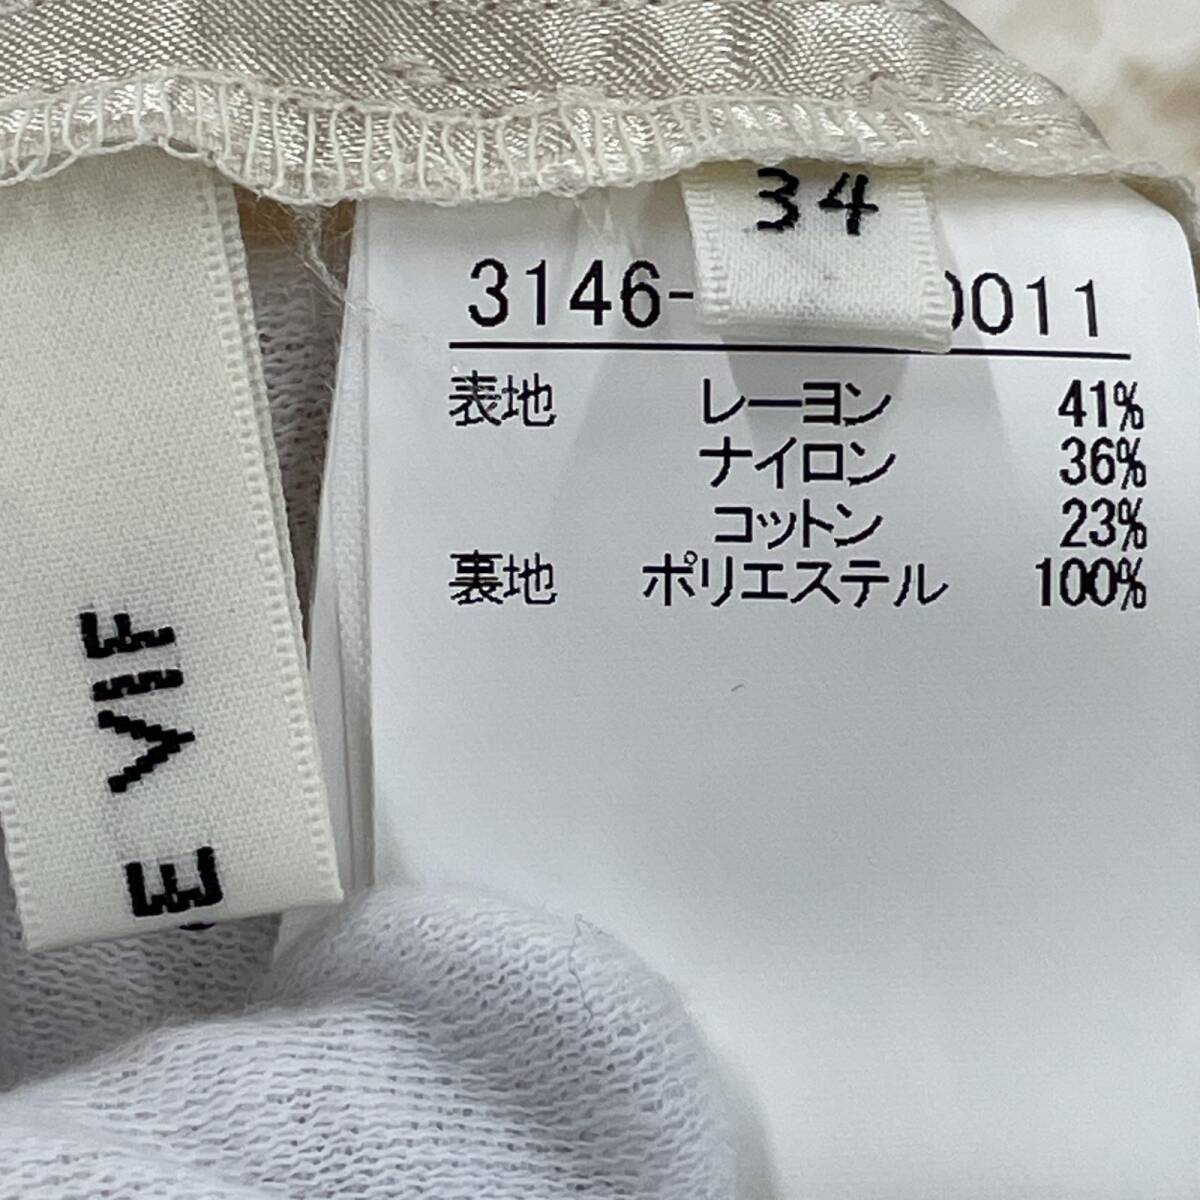 34
3146-
0011
表地 レーヨン 41%
ナイロン 36%
コットン 23%
裏地 ポリエステル 100%
VIF